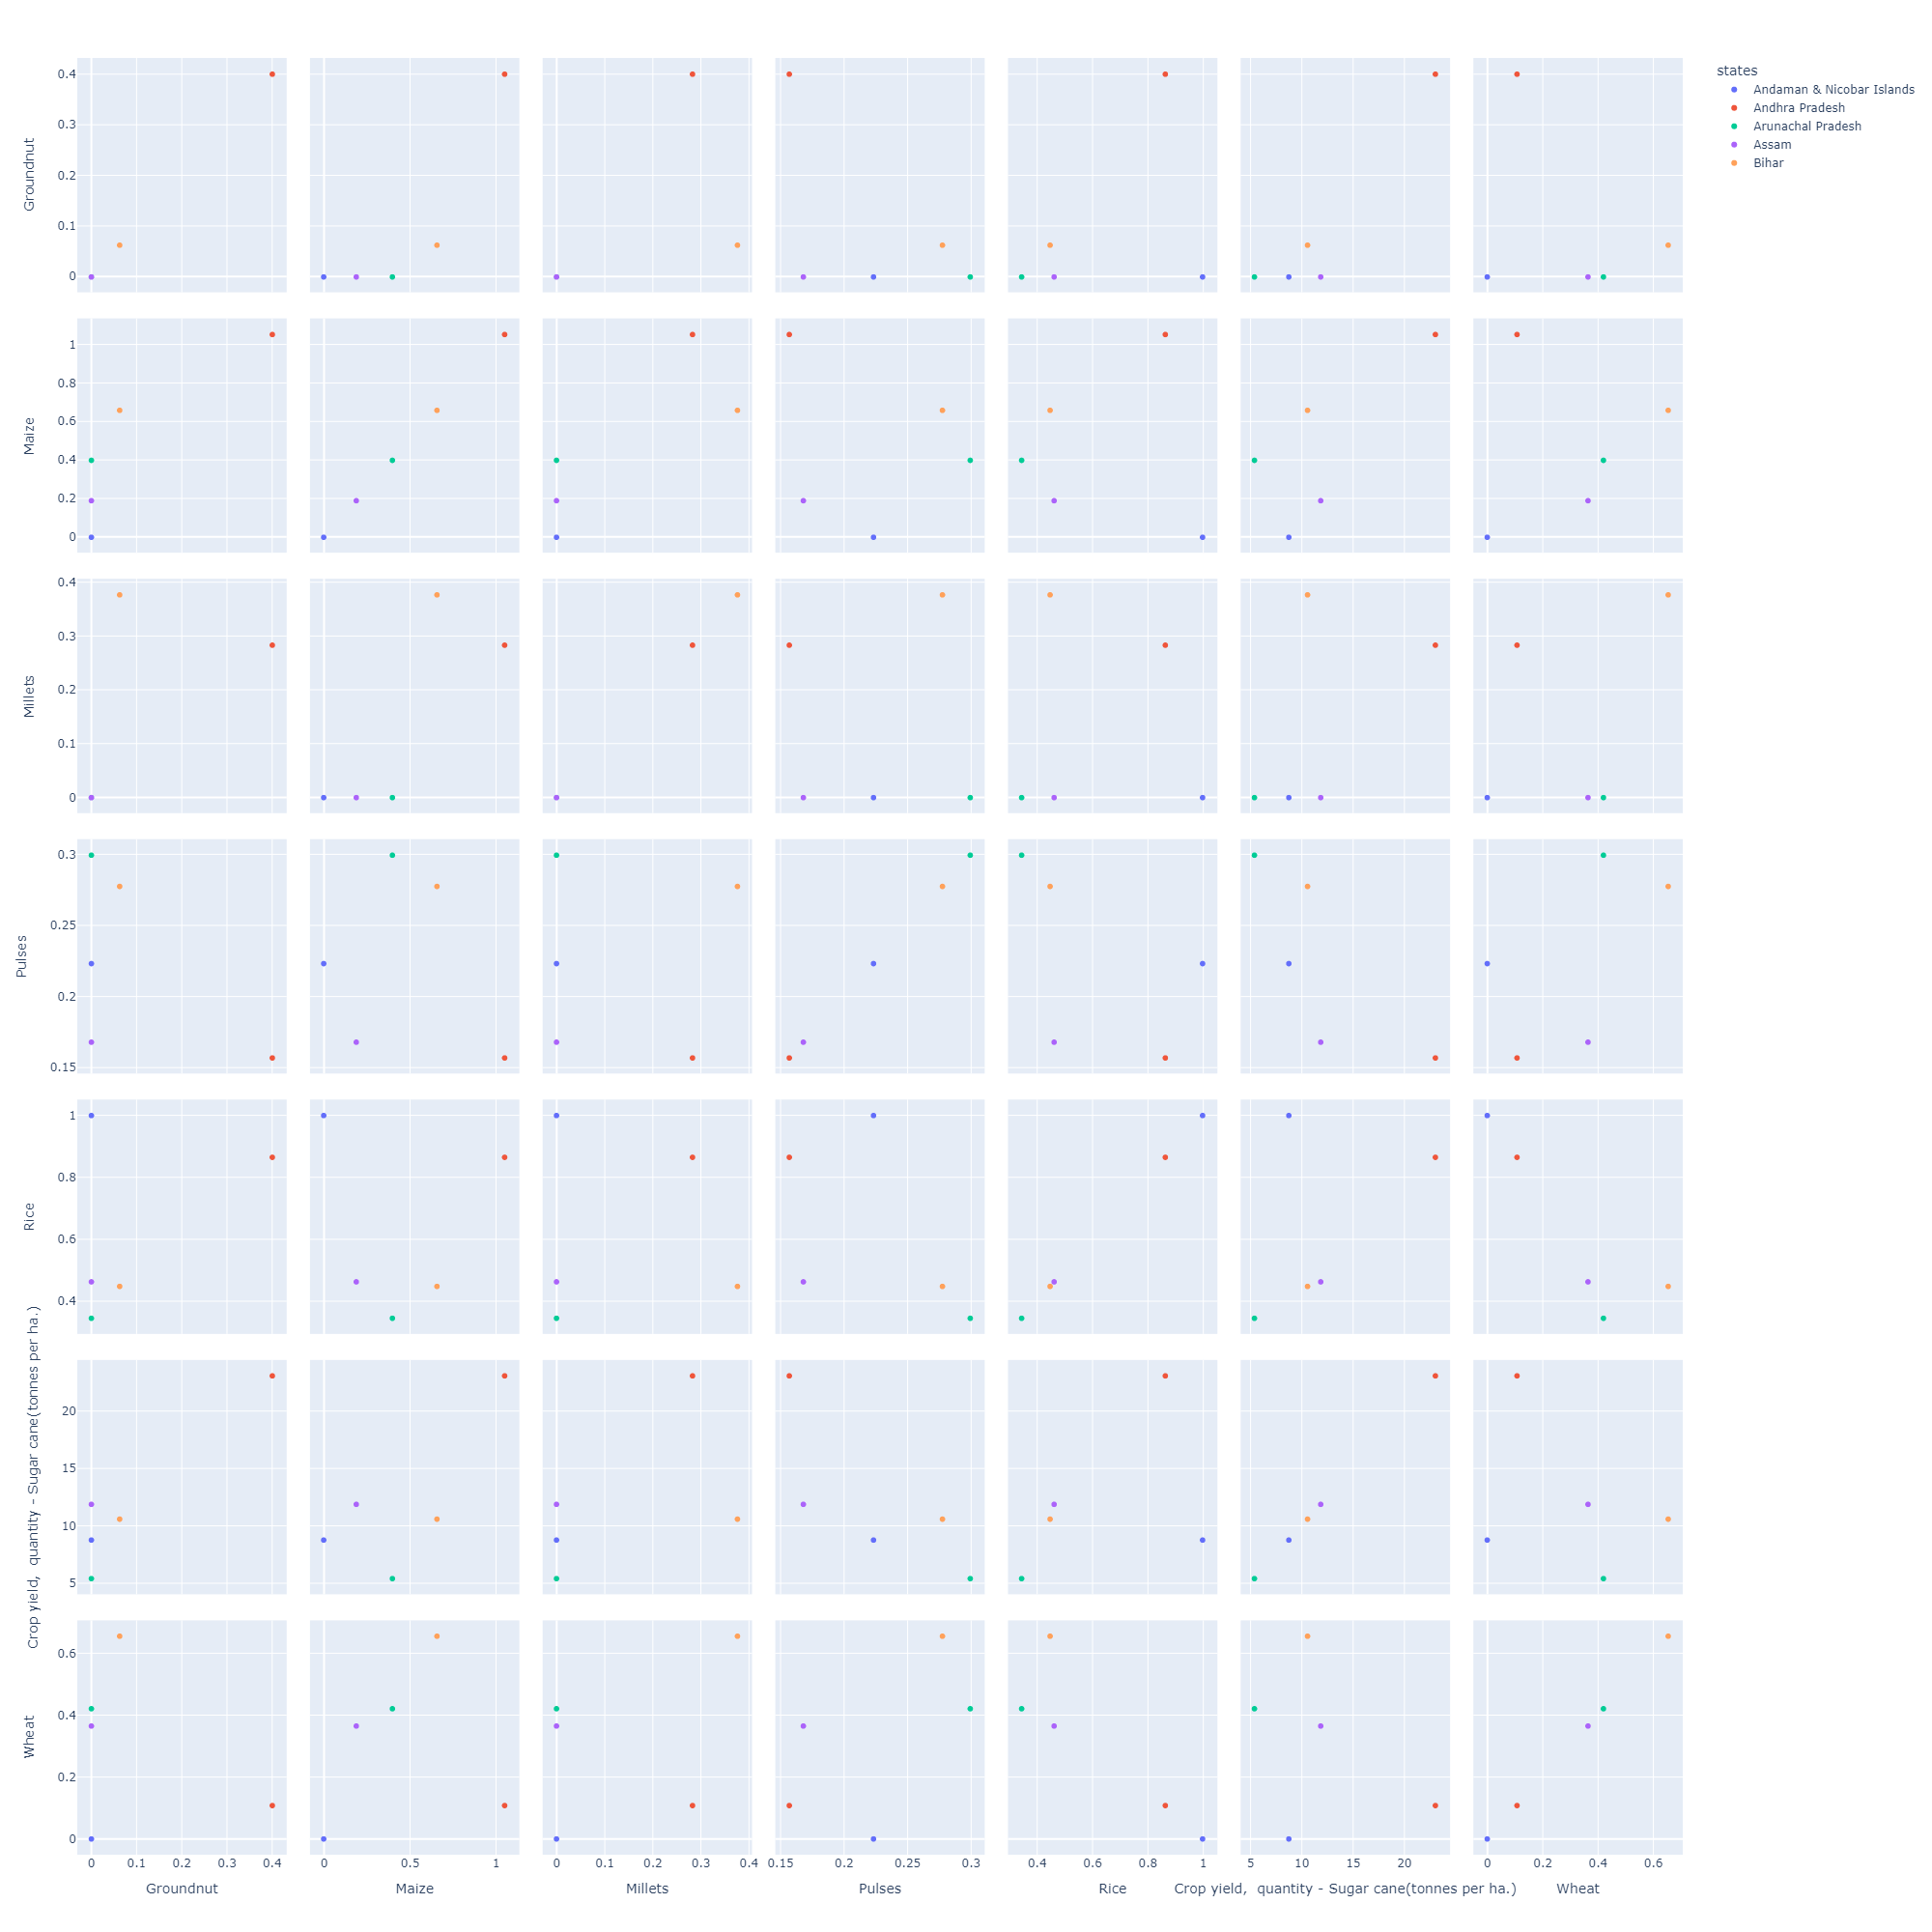 states
Andaman & Nicobar Islands
Andhra Pradesh
Arunachal Pradesh
Assam
Bihar
Groundnut
0.4
0.3
0.2
0.1
0
Maize
1
0.8
0.6
0.4
0.2
0
Millets
0.4
0.3
0.2
0.1
0
Pulses
0.3
0.25
0.2
0.15
Rice
1
0.8
0.6
0.4
Crop yield,  quantity - Sugar cane(tonnes per ha.)
20
15
10
5
Wheat
0.6
0.4
0.2
0
0 0.1 0.2 0.3 0.4 0 0.5 1 0 0.1 0.2 0.3 0.4 0.15 0.2 0.25 0.3 0.4 0.6 0.8 1 5 10 15 20 0 0.2 0.4 0.6
Groundnut Maize Millets Pulses Rice Crop yield,  quantity - Sugar cane(tonnes per ha.) Wheat